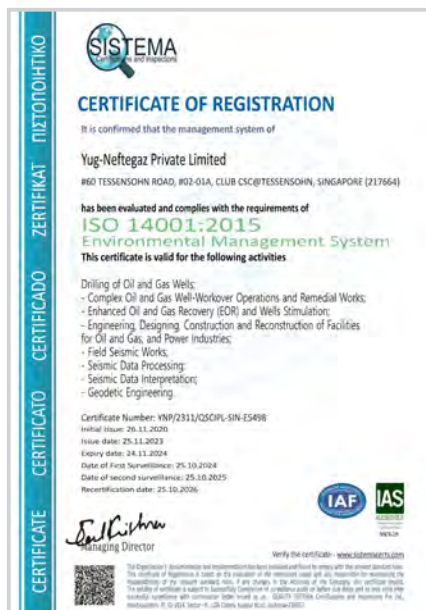 SISTEMA
Certifications and Inspections
CERTIFICATE OF REGISTRATION
It is confirmed that the management system of
Yug-Neftegaz Private Limited
#60 TESSENSOHN ROAD, #02-01A, CLUB CSC@TESSENSOHN, SINGAPORE (217664)
has been evaluated and complies with the requirements of
ISO 14001:2015
Environmental Management System
This certificate is valid for the following activities
Drilling of Oil and Gas Wells;
- Complex Oil and Gas Well-Workover Operations and Remedial Works;
- Enhanced Oil and Gas Recovery (EOR) and Wells Stimulation;
- Engineering, Designing, Construction and Reconstruction of Facilities
for Oil and Gas, and Power Industries;
- Field Seismic Works;
- Seismic Data Processing;
- Seismic Data Interpretation;
- Geodetic Engineering.
Certificate Number: YNP/2311/QSCIPL-SIN-E5498
Initial Issue: 26.11.2020
Issue date: 25.11.2023
Expiry date: 24.11.2024
Date of First Surveillance: 25.10.2024
Date of second surveillance: 25.10.2025
Recertification date: 25.10.2026
Managing Director
IAF
IAS
Verify the certificate - www.sistemacerts.com
CERTIFICATE CERTIFICATO CERTIFICADO ZERTIFIKAT ΠΙΣΤΟΠΟΙΗΤΙΚΟ